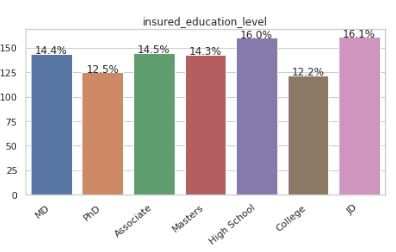 insured_education_level
14.4%
12.5%
14.5%
14.3%
16.0%
12.2%
16.1%
150
125
100
75
50
25
0
MD
PhD
Associate
Masters
High School
College
JD